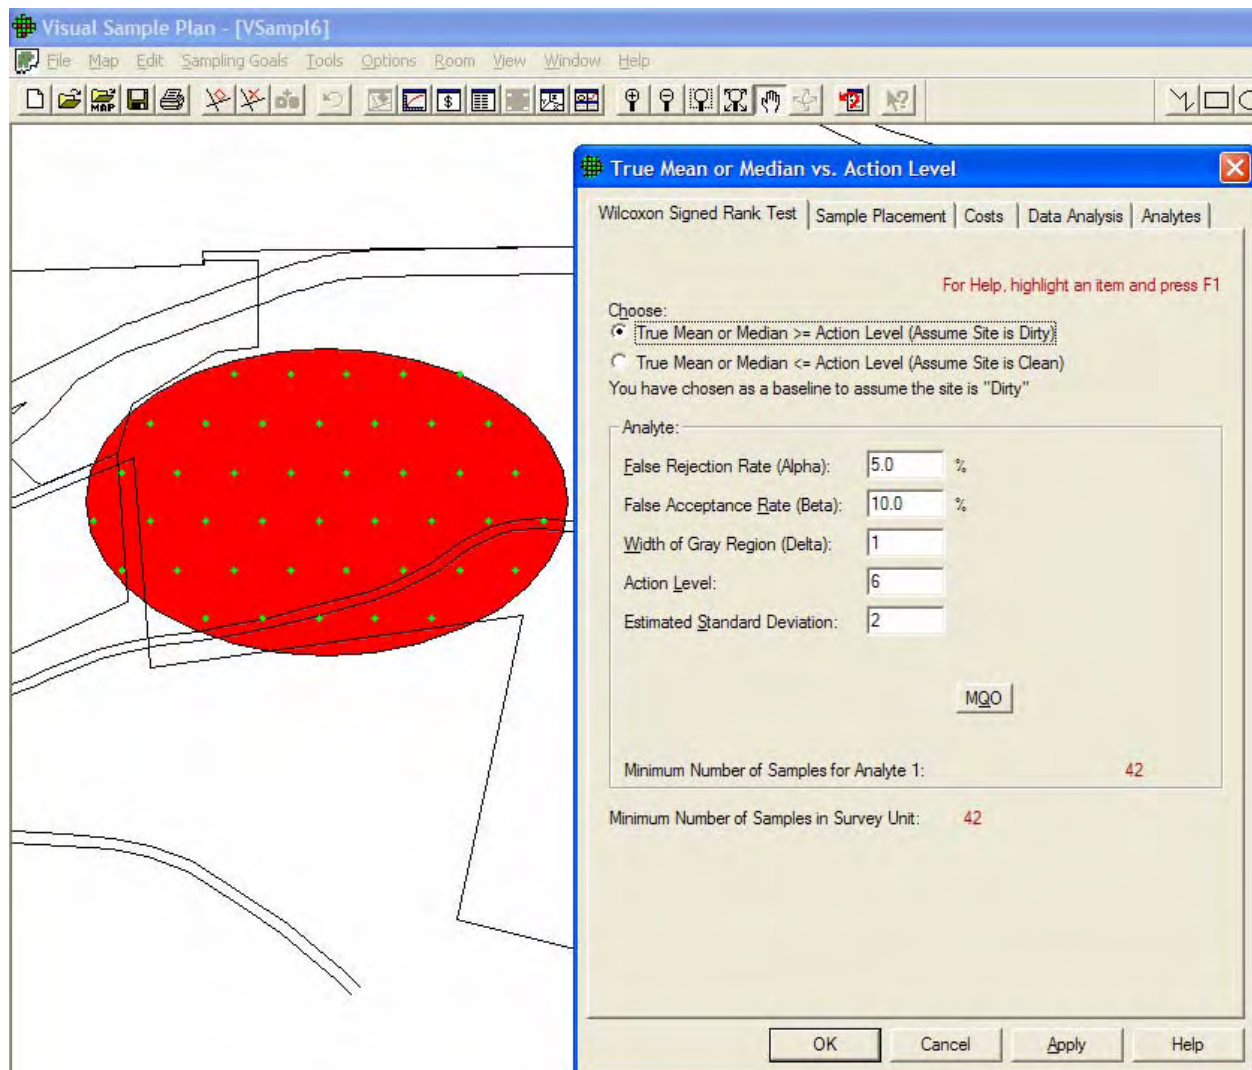 Visual Sample Plan - [VSampl6]
File Map Edit Sampling Goals Tools Options Room View Window Help
MAP
True Mean or Median vs. Action Level
Wilcoxon Signed Rank Test Sample Placement Costs Data Analysis Analytes
For Help, highlight an item and press F1
Choose:
True Mean or Median >= Action Level (Assume Site is Dirty)
True Mean or Median <= Action Level (Assume Site is Clean)
You have chosen as a baseline to assume the site is "Dirty"
Analyte:
False Rejection Rate (Alpha): 5.0 %
False Acceptance Rate (Beta): 10.0 %
Width of Gray Region (Delta): 1
Action Level: 6
Estimated Standard Deviation: 2
MQO
Minimum Number of Samples for Analyte 1: 42
Minimum Number of Samples in Survey Unit: 42
OK Cancel Apply Help